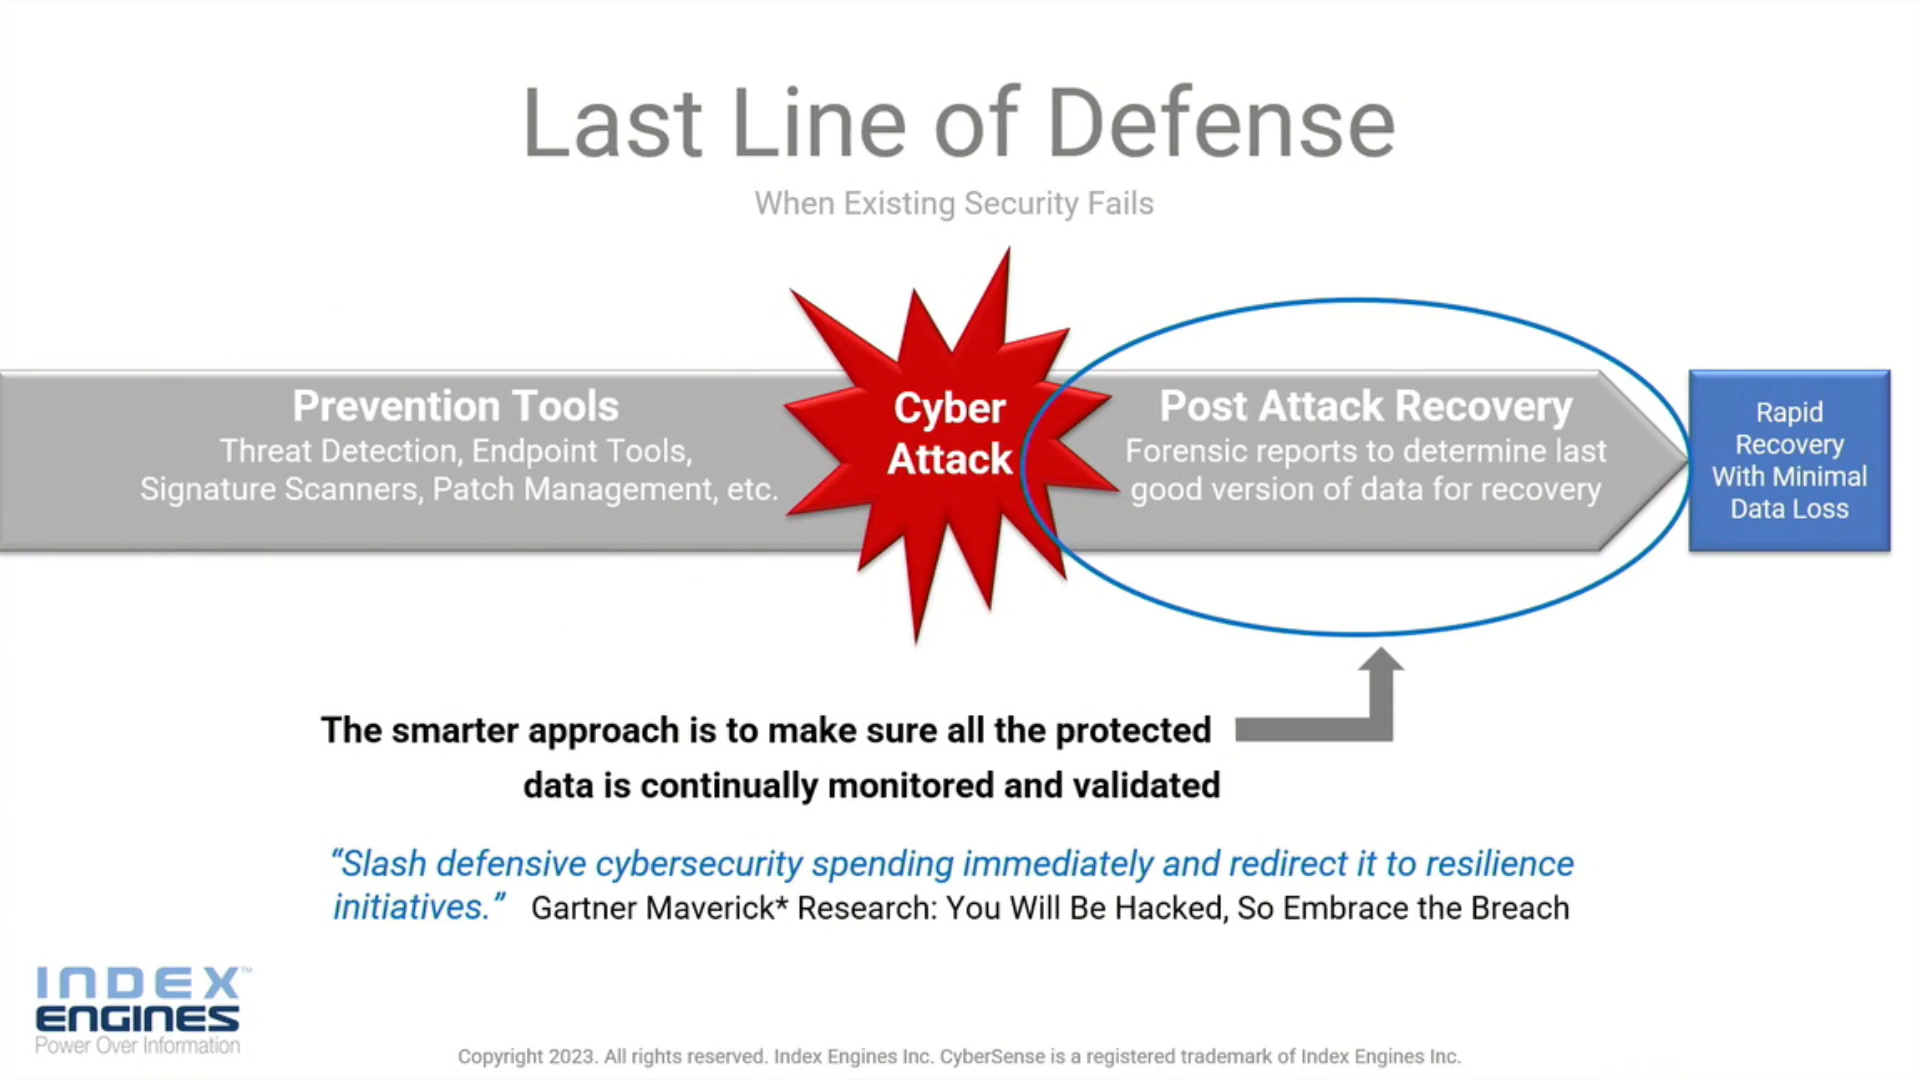 Last Line of Defense
When Existing Security Fails
Prevention Tools
Threat Detection, Endpoint Tools,
Signature Scanners, Patch Management, etc.
Cyber
Attack
Post Attack Recovery
Forensic reports to determine last
good version of data for recovery
Rapid
Recovery
With Minimal
Data Loss
The smarter approach is to make sure all the protected
data is continually monitored and validated
“Slash defensive cybersecurity spending immediately and redirect it to resilience
initiatives.” Gartner Maverick* Research: You Will Be Hacked, So Embrace the Breach
INDEX™
ENGINES
Power Over Information
Copyright 2023. All rights reserved. Index Engines Inc. CyberSense is a registered trademark of Index Engines Inc.